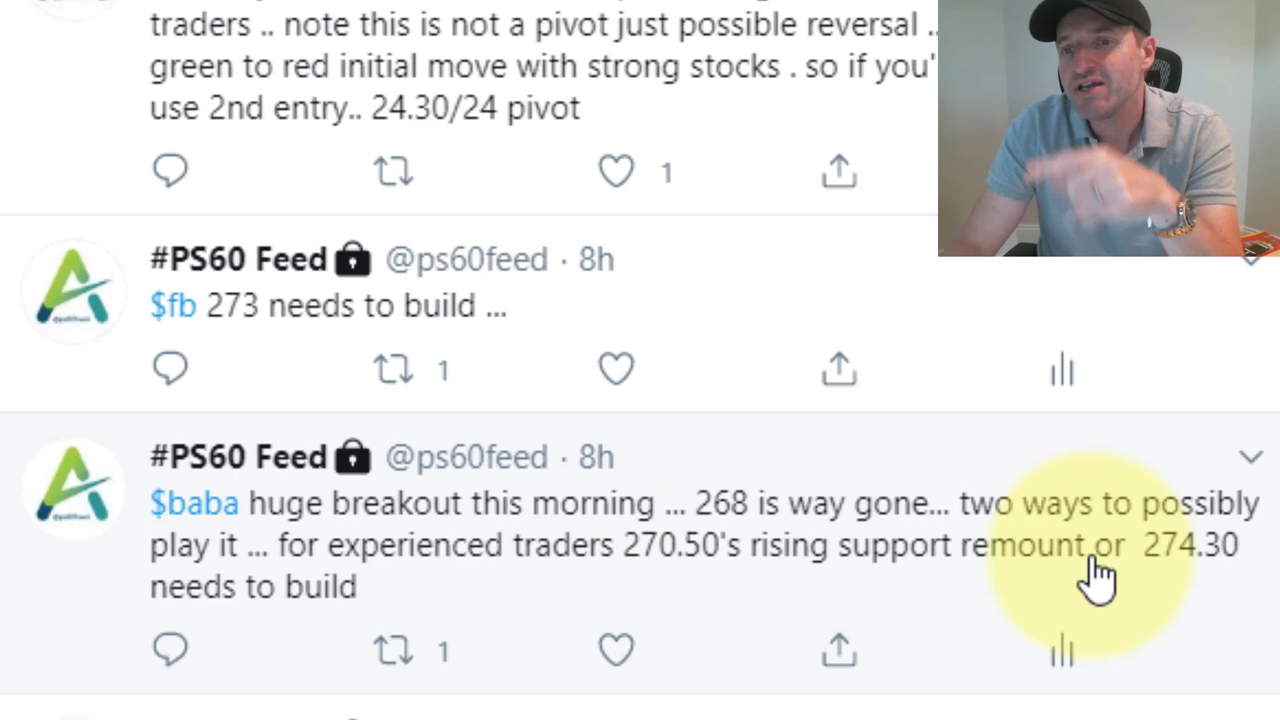 traders .. note this is not a pivot just possible reversal ..
green to red initial move with strong stocks . so if you'
use 2nd entry.. 24.30/24 pivot
1
#PS60 Feed @ps60feed · 8h
$fb 273 needs to build ...
1
#PS60 Feed @ps60feed · 8h
$baba huge breakout this morning ... 268 is way gone... two ways to possibly
play it ... for experienced traders 270.50's rising support remount or 274.30
needs to build
1